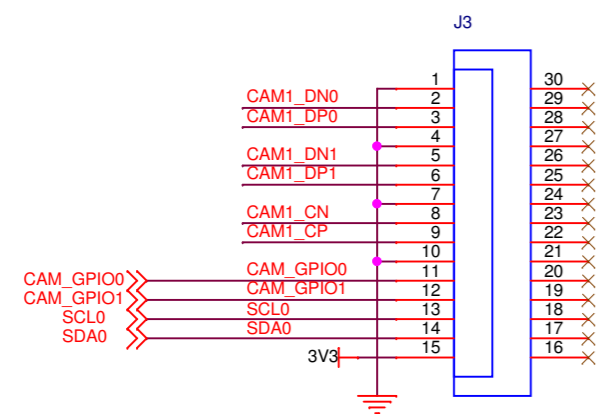 J3
1 30
CAM1_DN0 2 29
CAM1_DP0 3 28
4 27
CAM1_DN1 5 26
CAM1_DP1 6 25
7 24
CAM1_CN 8 23
CAM1_CP 9 22
10 21
CAM_GPIO0 CAM_GPIO0 11 20
CAM_GPIO1 CAM_GPIO1 12 19
SCL0 SCL0 13 18
SDA0 SDA0 14 17
3V3 15 16